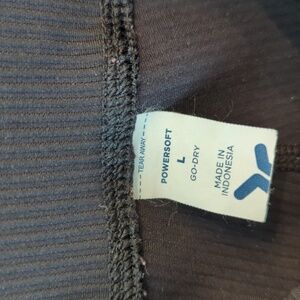 TEAR AWAY
POWERSOFT
L
GO-DRY
MADE IN
INDONESIA